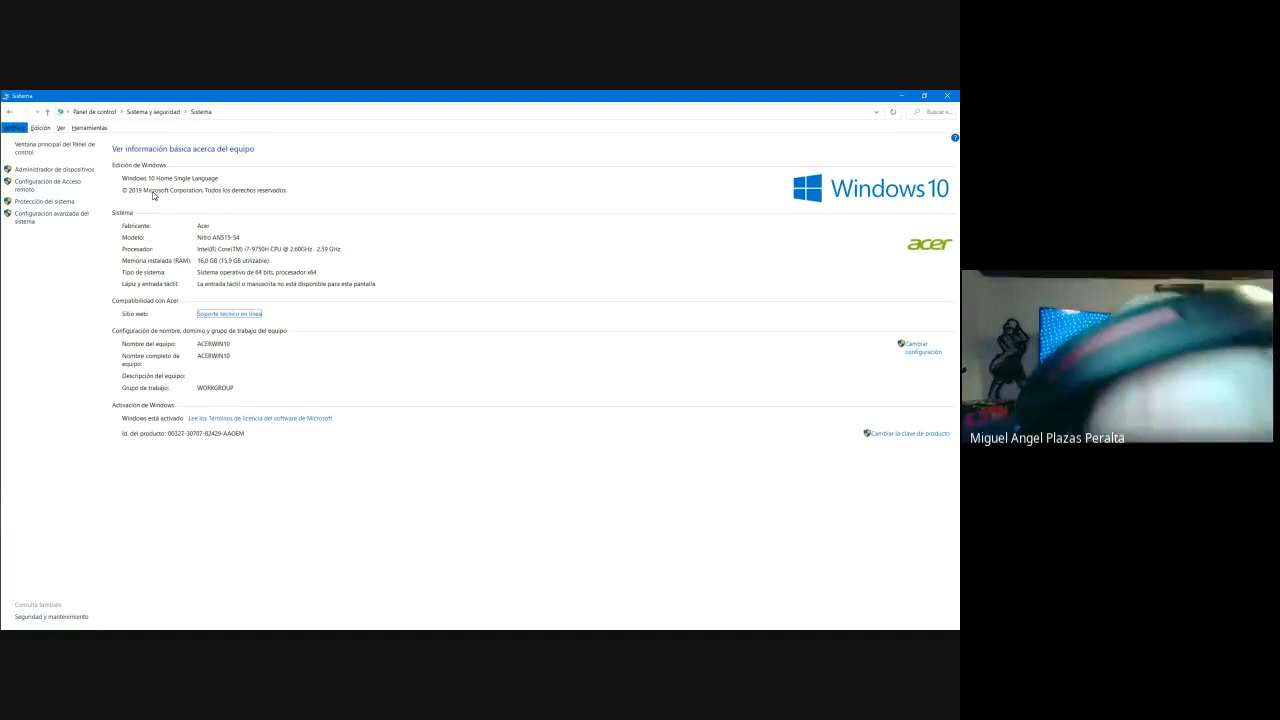 Sistema
Panel de control > Sistema y seguridad > Sistema
Buscar e...
Archivo Edición Ver Herramientas
Ventana principal del Panel de
control
Administrador de dispositivos
Configuración de Acceso
remoto
Protección del sistema
Configuración avanzada del
sistema
Ver información básica acerca del equipo
Edición de Windows
Windows 10 Home Single Language
© 2019 Microsoft Corporation. Todos los derechos reservados.
Windows 10
Sistema
Fabricante: Acer
Modelo: Nitro AN515-54
Procesador: Intel(R) Core(TM) i7-9750H CPU @ 2.60GHz 2.59 GHz
Memoria instalada (RAM): 16,0 GB (15,9 GB utilizable)
Tipo de sistema: Sistema operativo de 64 bits, procesador x64
Lápiz y entrada táctil: La entrada táctil o manuscrita no está disponible para esta pantalla
acer
Compatibilidad con Acer
Sitio web: Soporte técnico en línea
Configuración de nombre, dominio y grupo de trabajo del equipo
Nombre del equipo: ACERWIN10
Nombre completo de
equipo: ACERWIN10
Descripción del equipo:
Grupo de trabajo: WORKGROUP
Cambiar
configuración
Activación de Windows
Windows está activado Lee los Términos de licencia del software de Microsoft
Id. del producto: 00327-30707-82429-AAOEM
Cambiar la clave de producto
Consulta también
Seguridad y mantenimiento
Miguel Angel Plazas Peralta